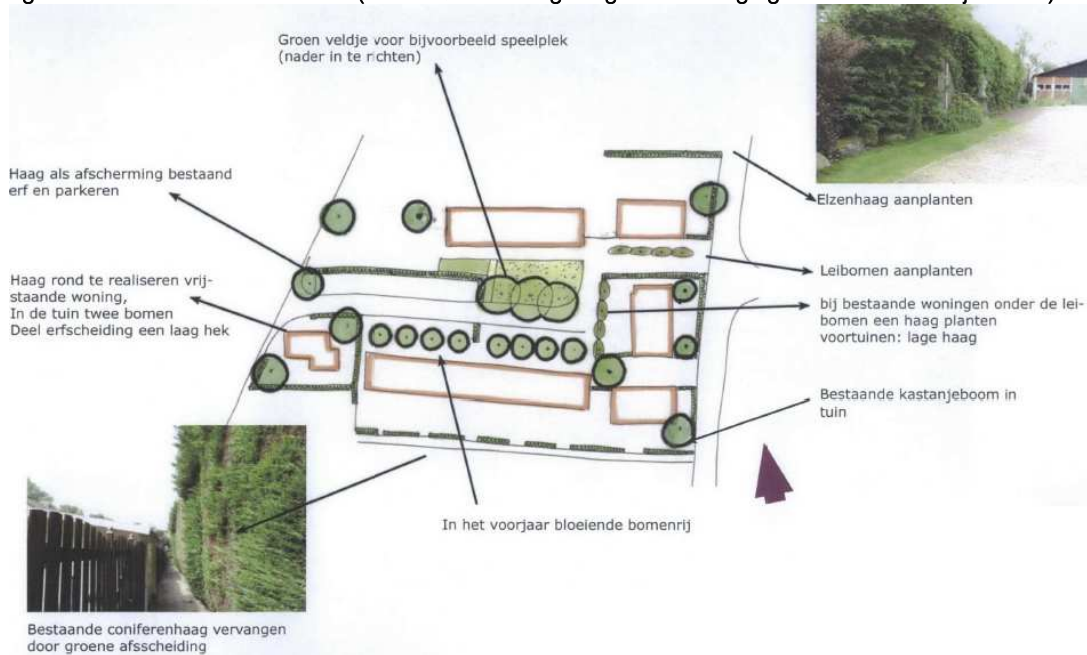 Groen veldje voor bijvoorbeeld speelplek
(nader in te richten)
Haag als afscherming bestaand
erf en parkeren
Elzenhaag aanplanten
Haag rond te realiseren vrij-
staande woning,
In de tuin twee bomen
Deel erfscheiding een laag hek
Leibomen aanplanten
bij bestaande woningen onder de lei-
bomen een haag planten
voortuinen: lage haag
Bestaande kastanjeboom in
tuin
In het voorjaar bloeiende bomenrij
Bestaande coniferenhaag vervangen
door groene afsscheiding